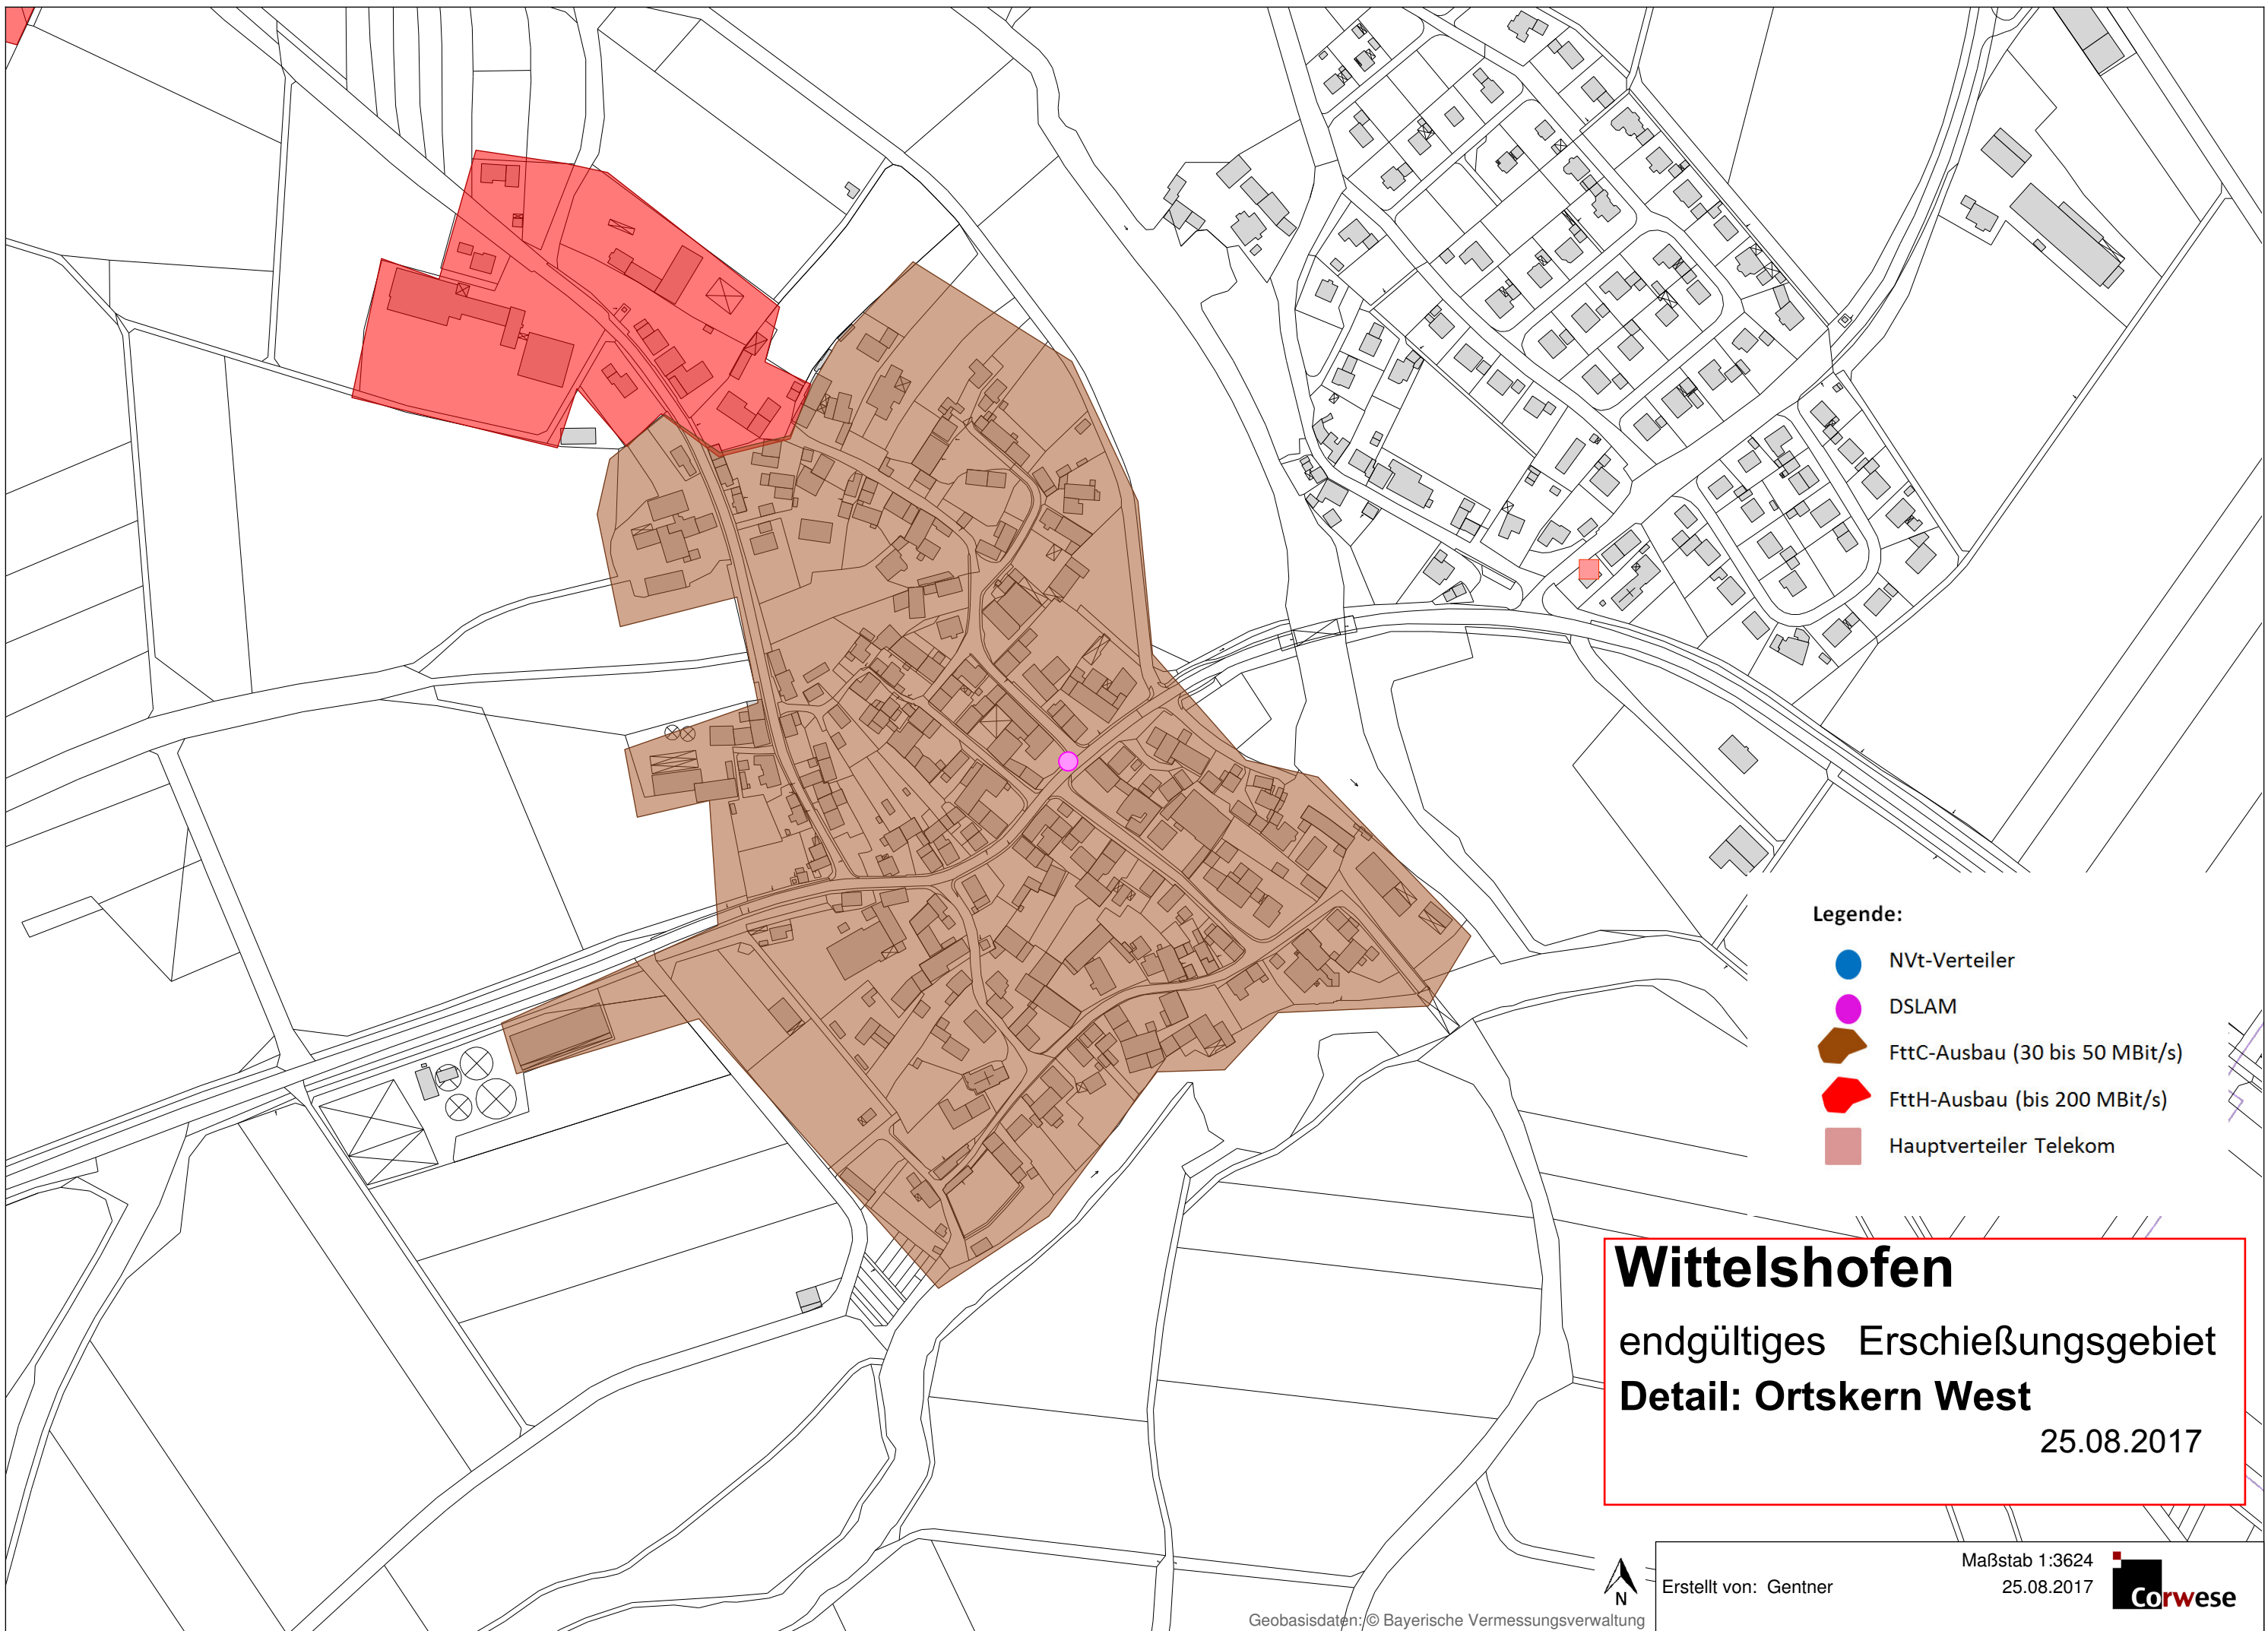 Legende:
NVt-Verteiler
DSLAM
FttC-Ausbau (30 bis 50 MBit/s)
FttH-Ausbau (bis 200 MBit/s)
Hauptverteiler Telekom
Wittelshofen
endgültiges Erschießungsgebiet
Detail: Ortskern West
25.08.2017
Maßstab 1:3624
N
Erstellt von: Gentner
25.08.2017
Corwese
Geobasisdaten: © Bayerische Vermessungsverwaltung